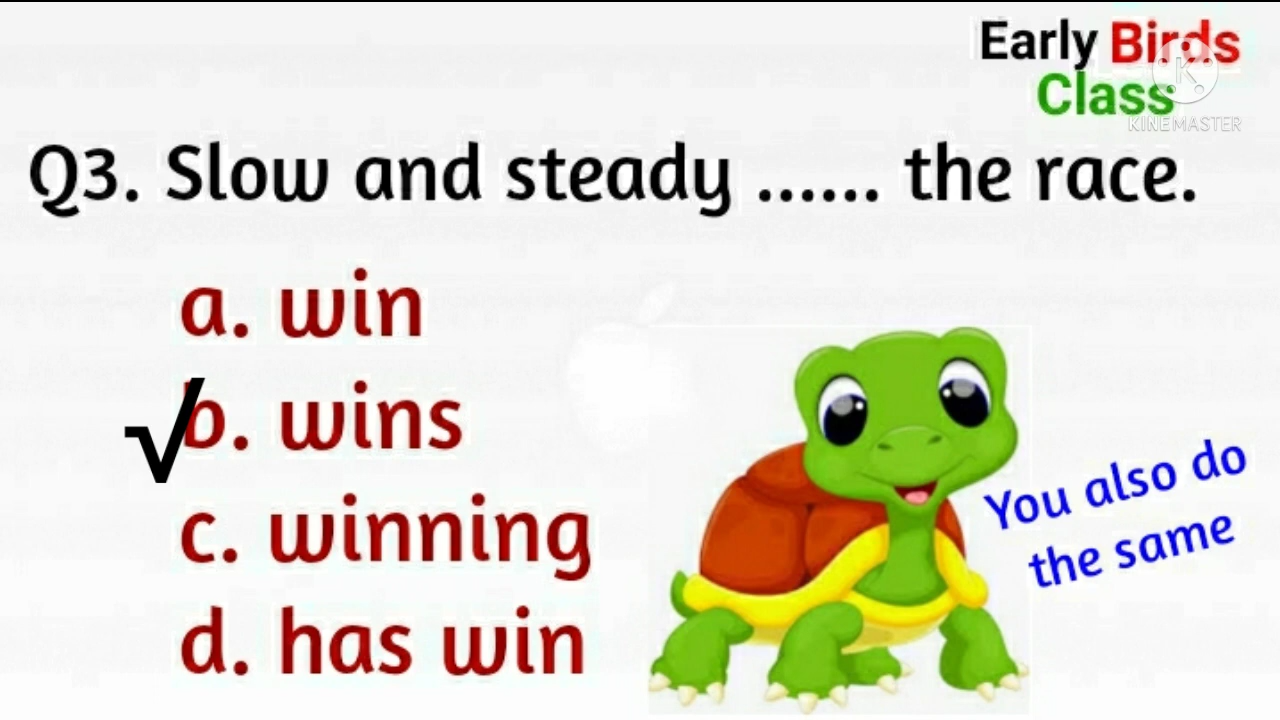 Early Birds
Class
KINEMASTER
Q3. Slow and steady ...... the race.
a. win
√b. wins
c. winning
d. has win
You also do
the same